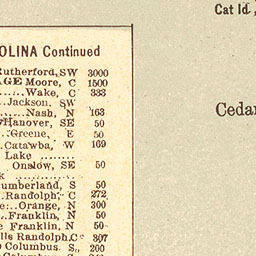 Cat Id.,
OLINA Continued
Rutherford, SW 3000
AGE Moore, C 1500
Wake, C 333
Jackson, SW
Nash, N 163
Hanover, SE 50
Greene, E 50
Catawba, W 169
Lake
Onslow, SE 50
k
umberland, S 50
Randolph, C 272
e Orange, N 300
Franklin, N 50
e Franklin, N 50
lls Randolph, C 807
o Columbus S., 200
Cedar